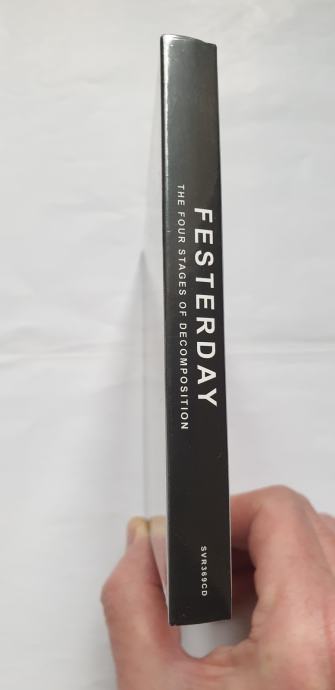 FESTERDAY
THE FOUR STAGES OF DECOMPOSITION
SVR369CD